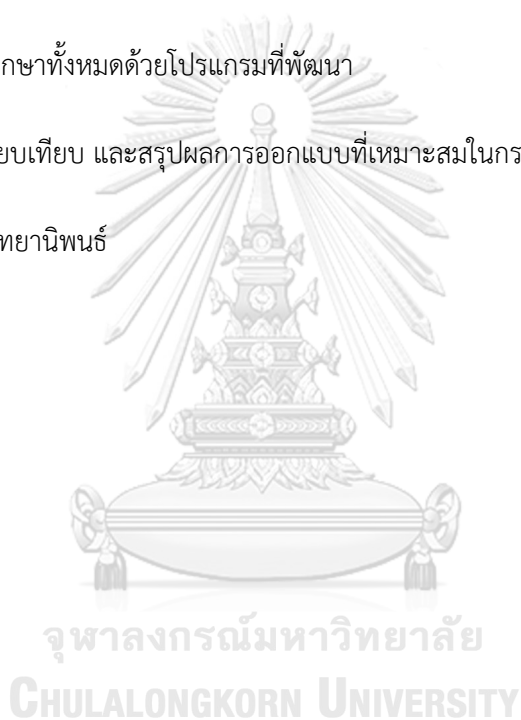 กษาทั้งหมดด้วยโปรแกรมที่พัฒนา
ยบเทียบ และสรุปผลการออกแบบที่เหมาะสมในกร
ทยานิพนธ์
จุฬาลงกรณ์มหาวิทยาลัย
CHULALONGKORN UNIVERSITY